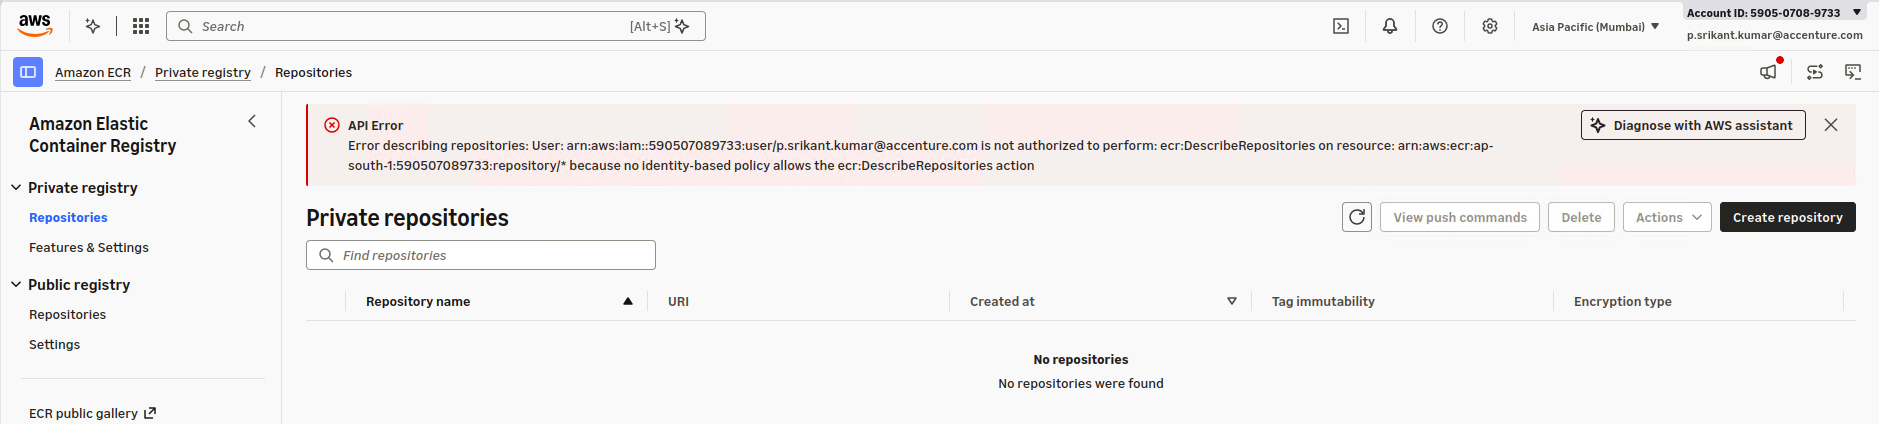 aws
Search
[Alt+S]
Asia Pacific (Mumbai)
Account ID: 5905-0708-9733
p.srikant.kumar@accenture.com
Amazon ECR / Private registry / Repositories
Amazon Elastic
Container Registry
Private registry
Repositories
Features & Settings
Public registry
Repositories
Settings
ECR public gallery
API Error
Error describing repositories: User: arn:aws:iam::590507089733:user/p.srikant.kumar@accenture.com is not authorized to perform: ecr:DescribeRepositories on resource: arn:aws:ecr:ap-
south-1:590507089733:repository/* because no identity-based policy allows the ecr:DescribeRepositories action
Diagnose with AWS assistant
Private repositories
View push commands
Delete
Actions
Create repository
Find repositories
Repository name
URI
Created at
Tag immutability
Encryption type
No repositories
No repositories were found